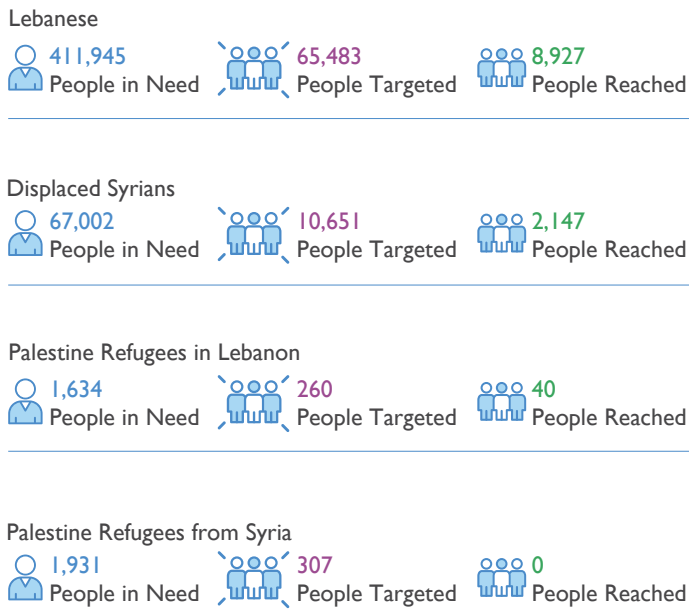 Lebanese
411,945 65,483 8,927
People in Need People Targeted People Reached
Displaced Syrians
67,002 10,651 2,147
People in Need People Targeted People Reached
Palestine Refugees in Lebanon
1,634 260 40
People in Need People Targeted People Reached
Palestine Refugees from Syria
1,931 307 0
People in Need People Targeted People Reached